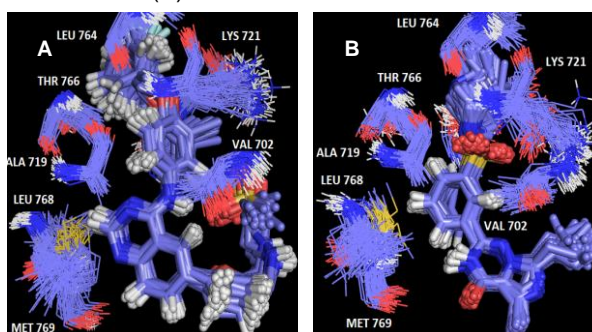 A
LEU 764
LYS 721
THR 766
ALA 719
VAL 702
LEU 768
MET 769
B
LEU 764
LYS 721
THR 766
ALA 719
LEU 768
VAL 702
MET 769